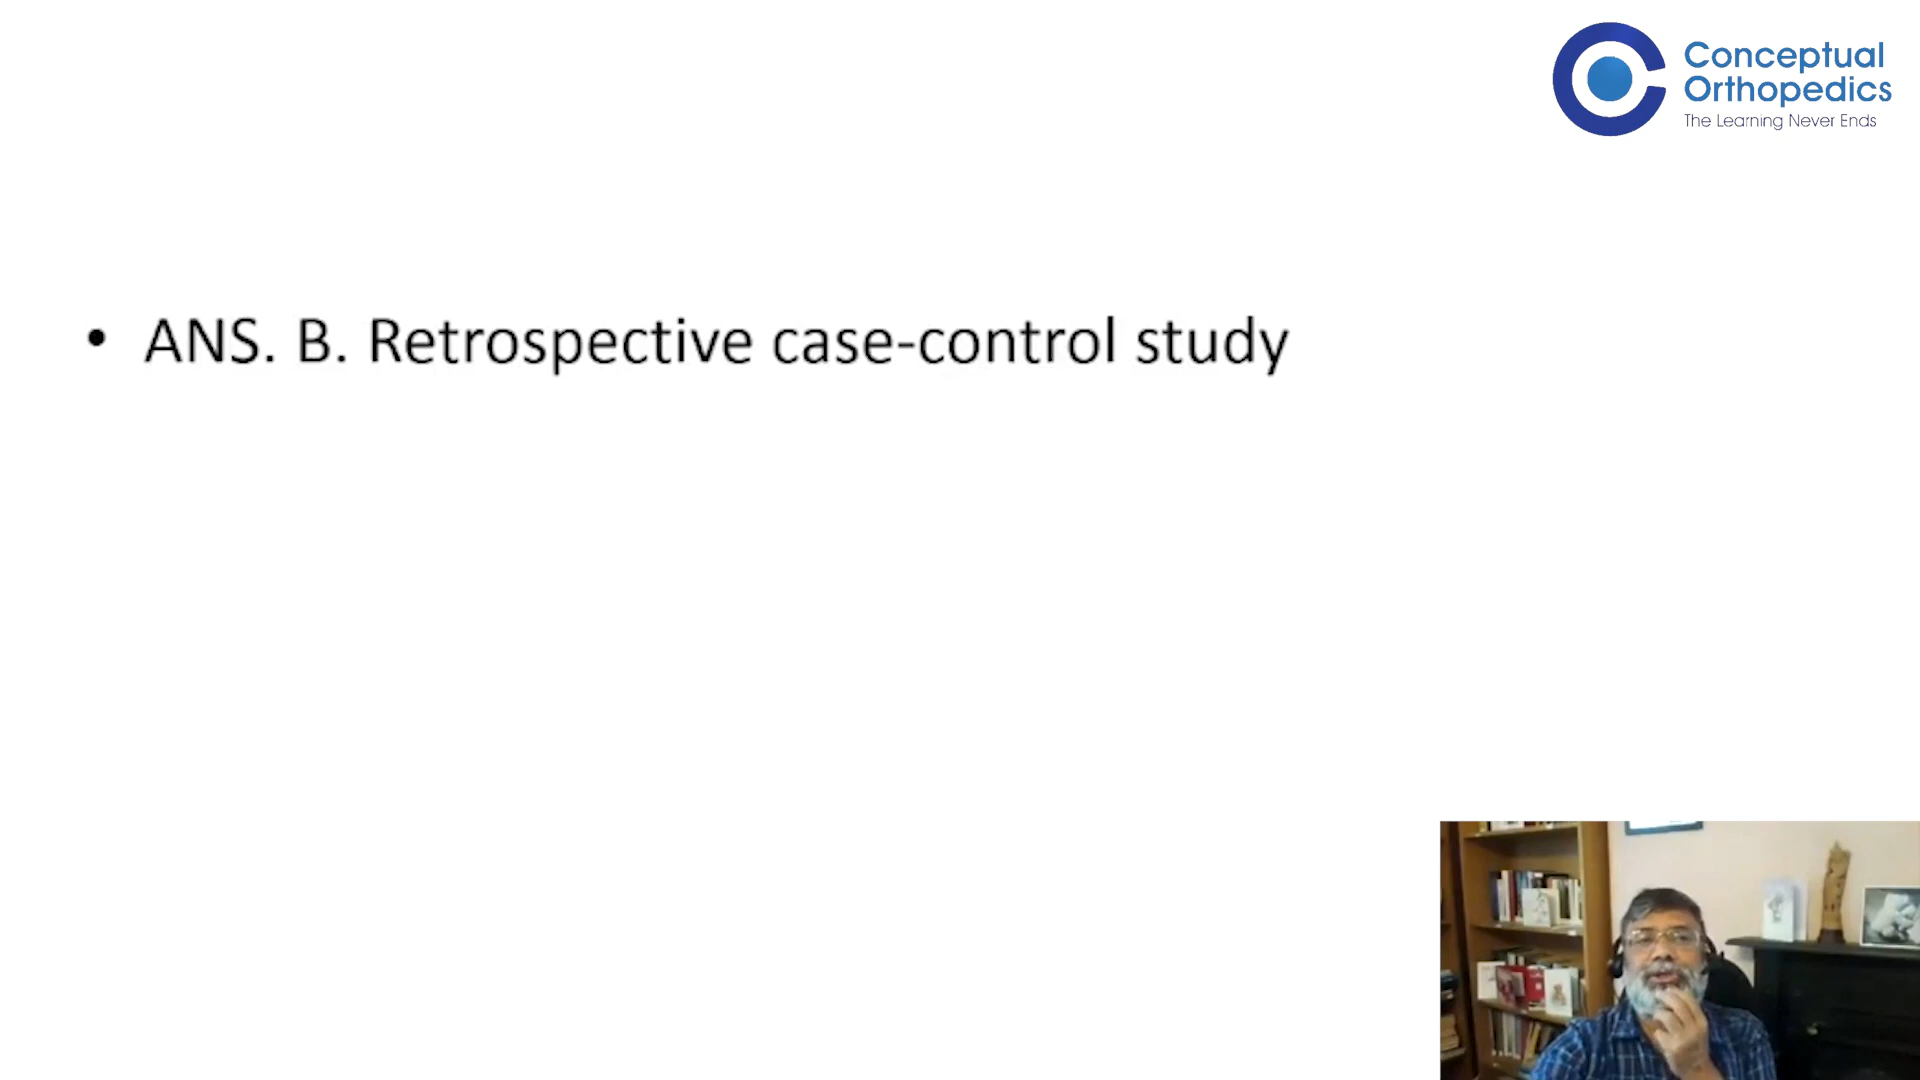 Conceptual
Orthopedics
The Learning Never Ends
• ANS. B. Retrospective case-control study